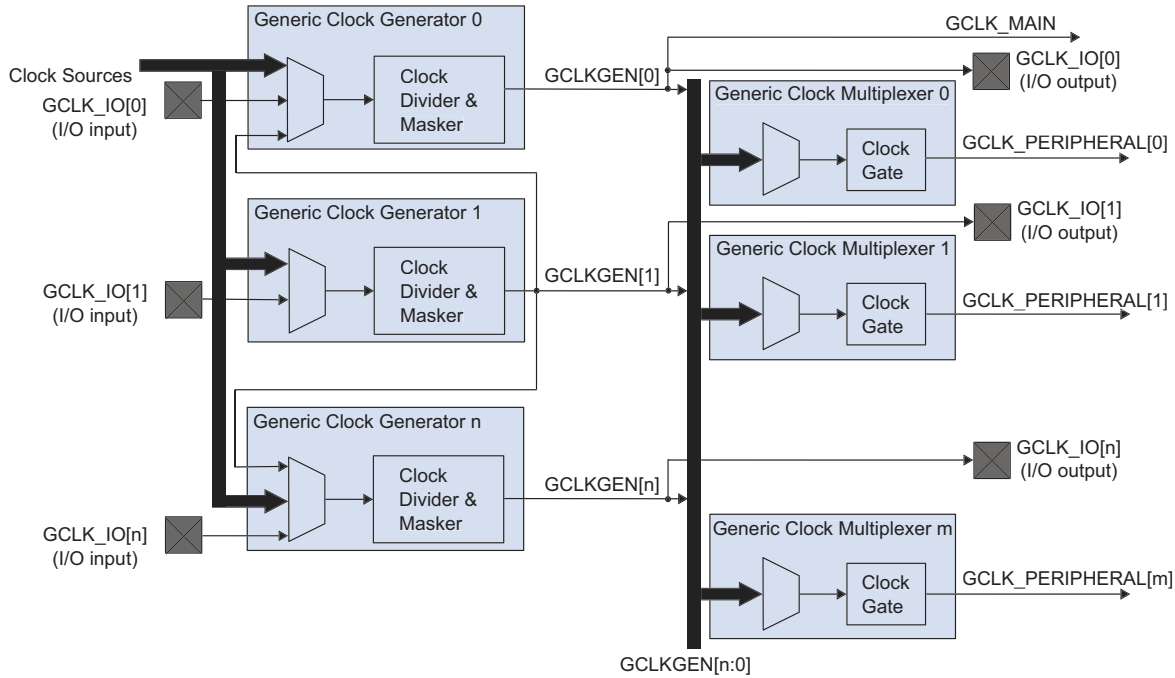 Generic Clock Generator 0
Clock Sources
GCLK_IO[0]
(I/O input)
Clock
Divider &
Masker
GCLKGEN[0]
GCLK_MAIN
GCLK_IO[0]
(I/O output)
Generic Clock Multiplexer 0
Clock
Gate
GCLK_PERIPHERAL[0]
Generic Clock Generator 1
GCLK_IO[1]
(I/O input)
Clock
Divider &
Masker
GCLKGEN[1]
GCLK_IO[1]
(I/O output)
Generic Clock Multiplexer 1
Clock
Gate
GCLK_PERIPHERAL[1]
Generic Clock Generator n
GCLK_IO[n]
(I/O input)
Clock
Divider &
Masker
GCLKGEN[n]
GCLK_IO[n]
(I/O output)
Generic Clock Multiplexer m
Clock
Gate
GCLK_PERIPHERAL[m]
GCLKGEN[n:0]